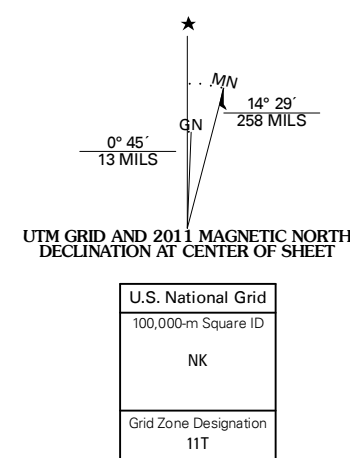 MN
14° 29´
258 MILS
GN
0° 45´
13 MILS
UTM GRID AND 2011 MAGNETIC NORTH
DECLINATION AT CENTER OF SHEET
U.S. National Grid
100,000-m Square ID
NK
Grid Zone Designation
11T